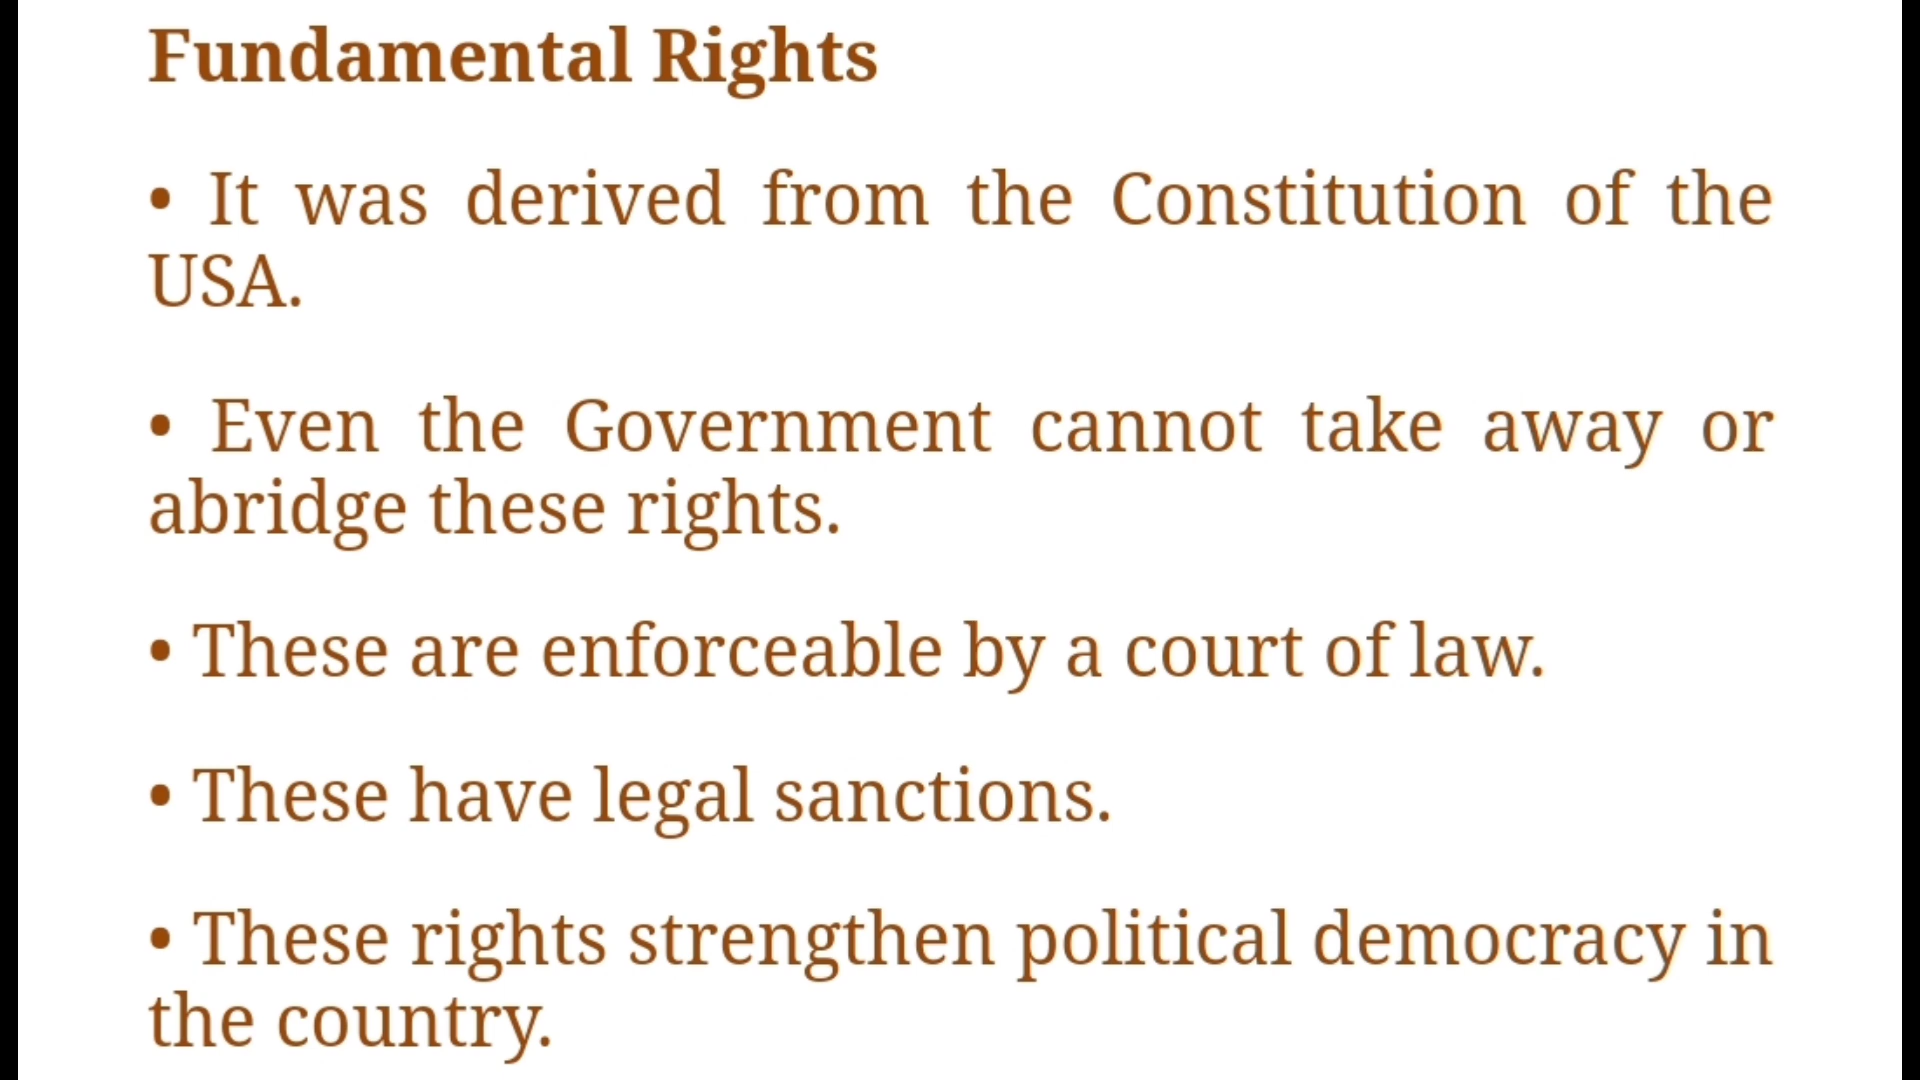 Fundamental Rights
• It was derived from the Constitution of the
USA.
• Even the Government cannot take away or
abridge these rights.
• These are enforceable by a court of law.
• These have legal sanctions.
• These rights strengthen political democracy in
the country.